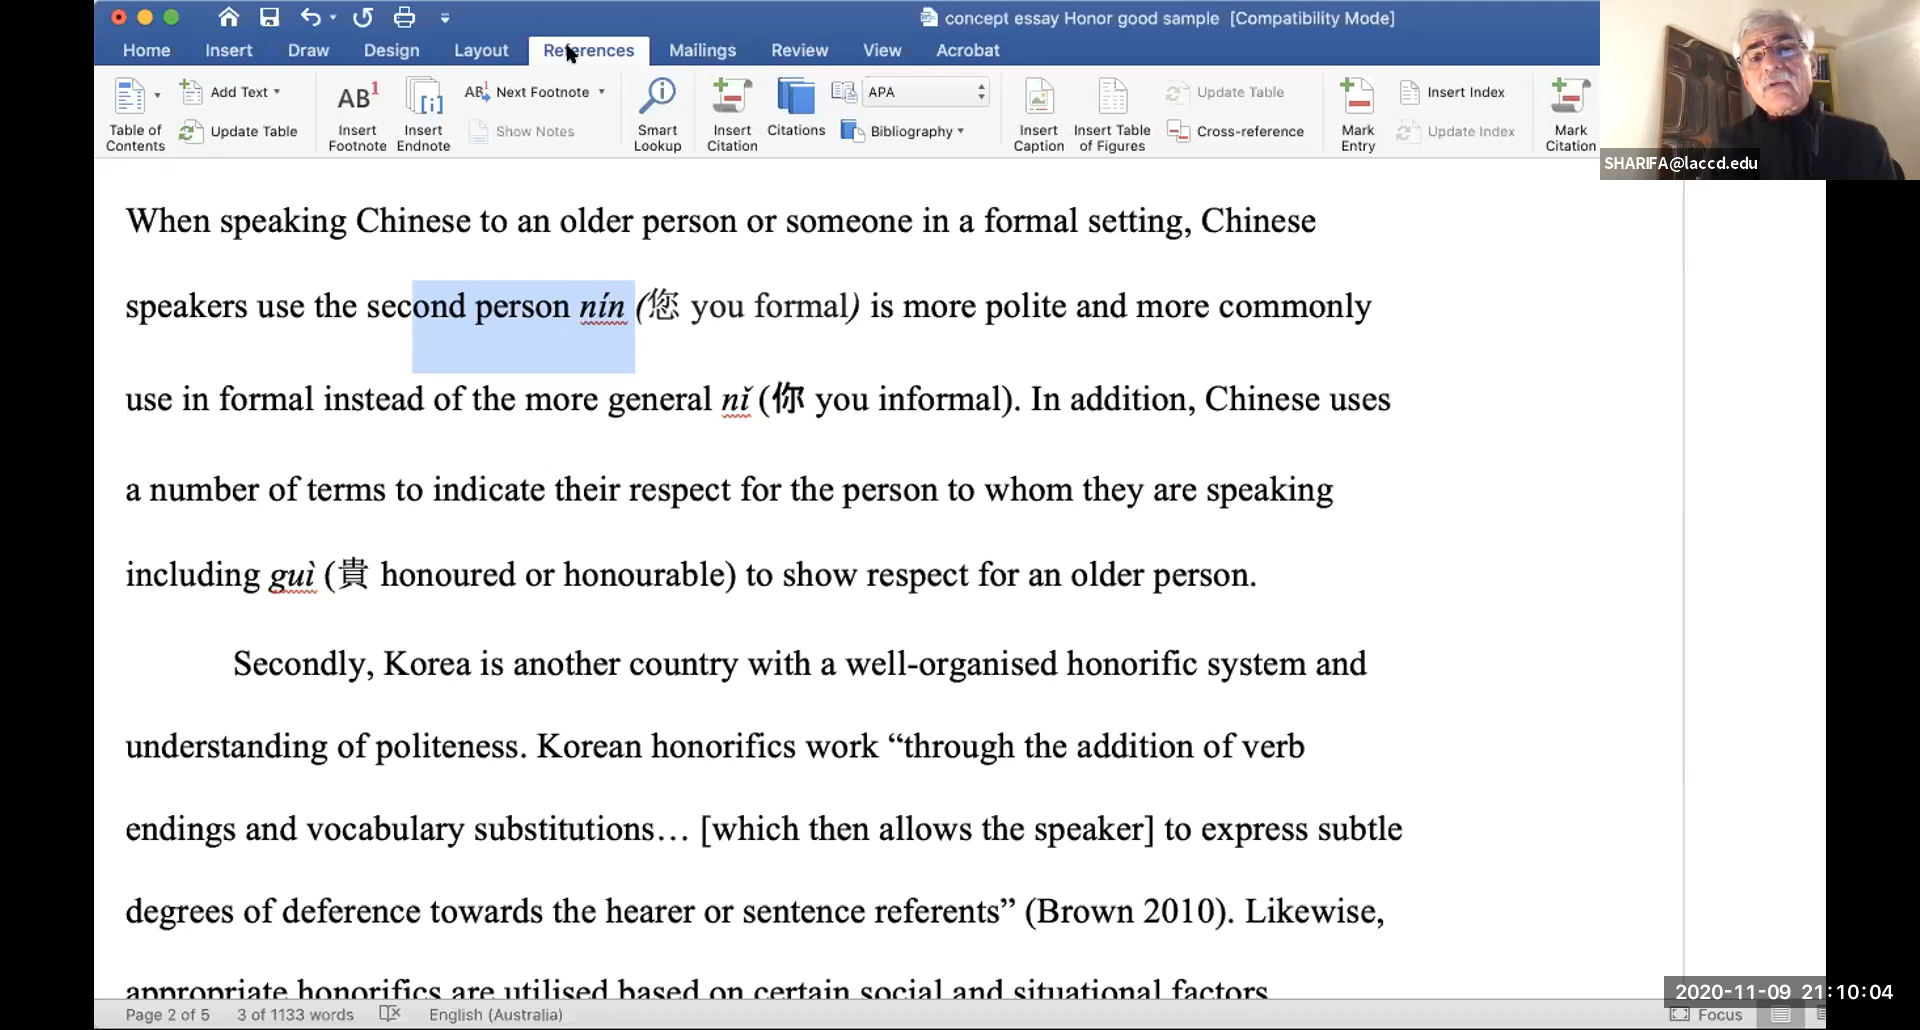 concept essay Honor good sample [Compatibility Mode]
Home Insert Draw Design Layout References Mailings Review View Acrobat
Table of Contents
Add Text
Update Table
AB1
Insert Footnote
Insert Endnote
AB1 Next Footnote
Show Notes
Smart Lookup
Insert Citation
Citations
APA
Bibliography
Insert Caption
Insert Table of Figures
Update Table
Cross-reference
Mark Entry
Insert Index
Update Index
Mark Citation
SHARIFA@laccd.edu
When speaking Chinese to an older person or someone in a formal setting, Chinese
speakers use the second person nín (您 you formal) is more polite and more commonly
use in formal instead of the more general nǐ (你 you informal). In addition, Chinese uses
a number of terms to indicate their respect for the person to whom they are speaking
including guì (貴 honoured or honourable) to show respect for an older person.
Secondly, Korea is another country with a well-organised honorific system and
understanding of politeness. Korean honorifics work “through the addition of verb
endings and vocabulary substitutions… [which then allows the speaker] to express subtle
degrees of deference towards the hearer or sentence referents” (Brown 2010). Likewise,
appropriate honorifics are utilised based on certain social and situational factors
2020-11-09 21:10:04
Page 2 of 5 3 of 1133 words English (Australia) Focus